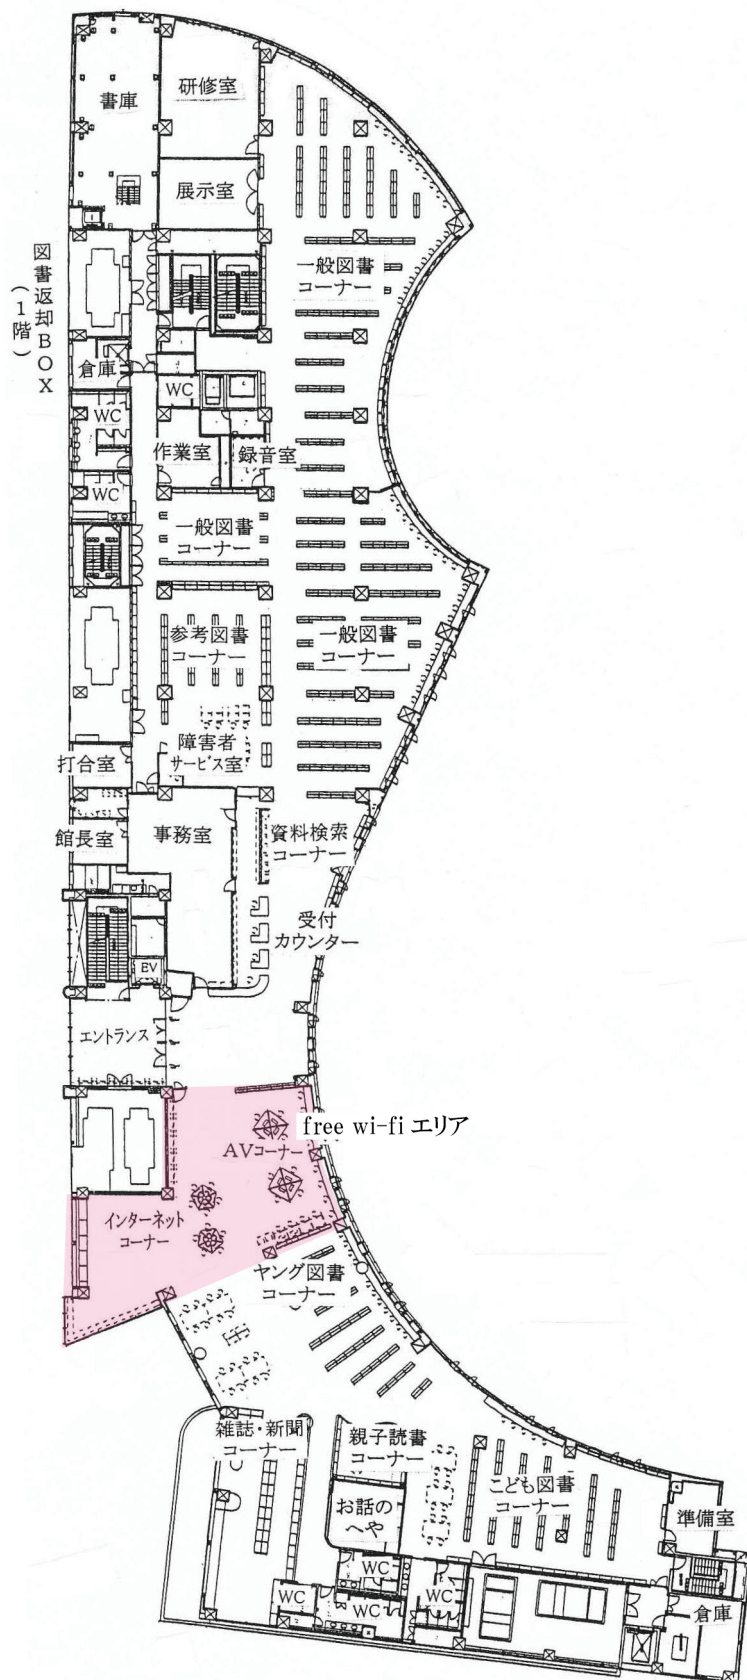 書庫
研修室
展示室
図書返却BOX
(1階)
一般図書
コーナー
倉庫
WC
WC
作業室
録音室
WC
一般図書
コーナー
参考図書
コーナー
一般図書
コーナー
障害者
サービス室
打合室
館長室
事務室
資料検索
コーナー
受付
カウンター
EV
エントランス
free wi-fi エリア
AVコーナー
インターネット
コーナー
ヤング図書
コーナー
雑誌・新聞
コーナー
親子読書
コーナー
こども図書
コーナー
お話の
へや
準備室
WC
WC
WC
WC
倉庫